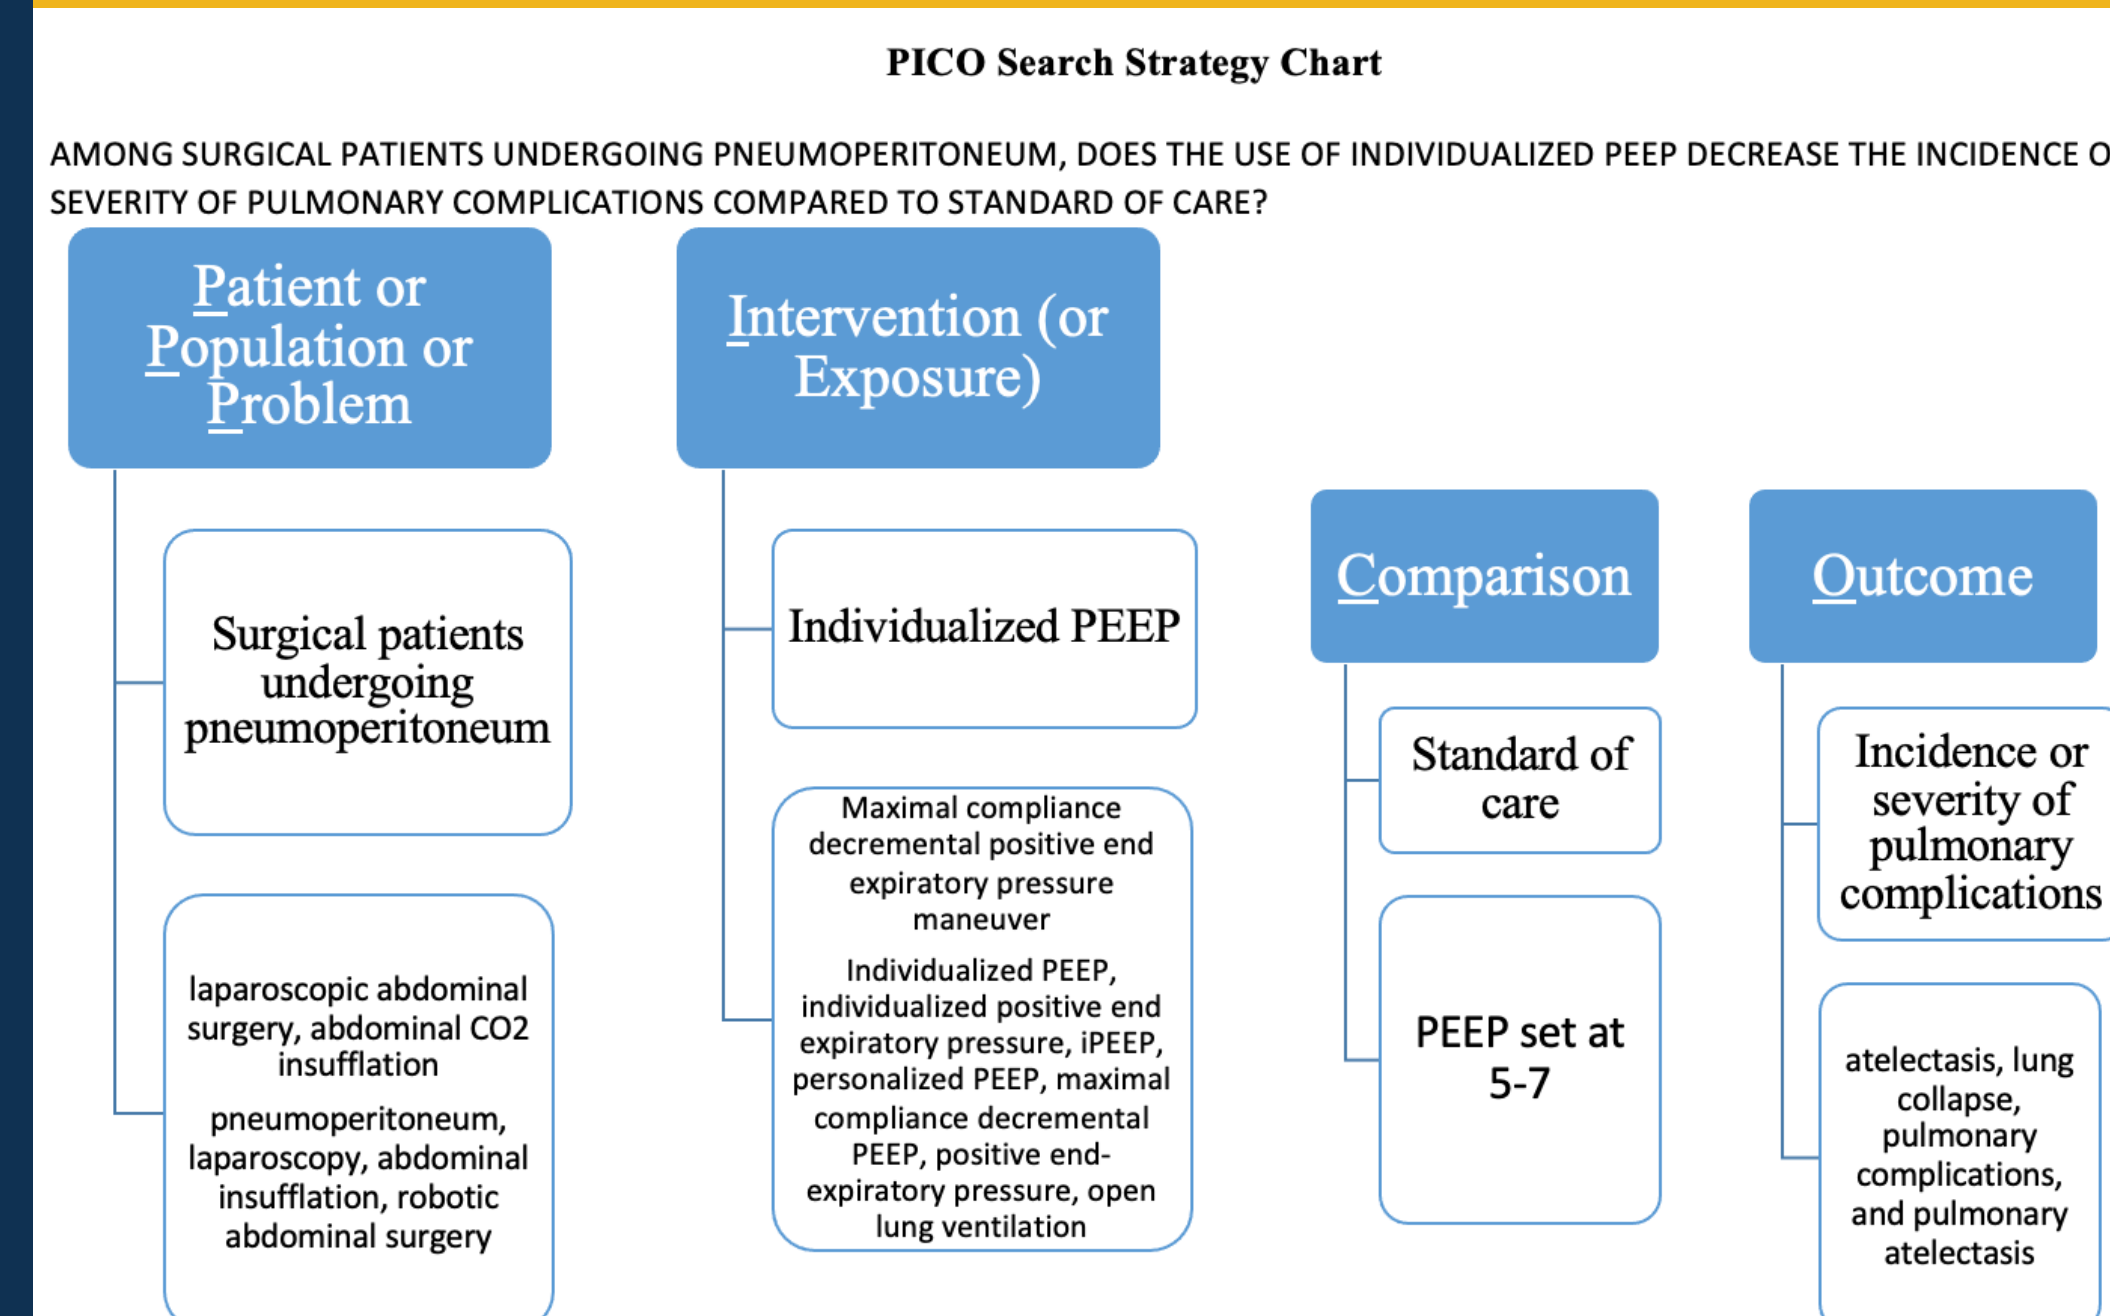 PICO Search Strategy Chart
AMONG SURGICAL PATIENTS UNDERGOING PNEUMOPERITONEUM, DOES THE USE OF INDIVIDUALIZED PEEP DECREASE THE INCIDENCE O
SEVERITY OF PULMONARY COMPLICATIONS COMPARED TO STANDARD OF CARE?
Patient or
Population or
Problem
Surgical patients
undergoing
pneumoperitoneum
laparoscopic abdominal
surgery, abdominal CO2
insufflation
pneumoperitoneum,
laparoscopy, abdominal
insufflation, robotic
abdominal surgery
Intervention (or
Exposure)
Individualized PEEP
Maximal compliance
decremental positive end
expiratory pressure
maneuver
Individualized PEEP,
individualized positive end
expiratory pressure, iPEEP,
personalized PEEP, maximal
compliance decremental
PEEP, positive end-
expiratory pressure, open
lung ventilation
Comparison
Standard of
care
PEEP set at
5-7
Outcome
Incidence or
severity of
pulmonary
complications
atelectasis, lung
collapse,
pulmonary
complications,
and pulmonary
atelectasis